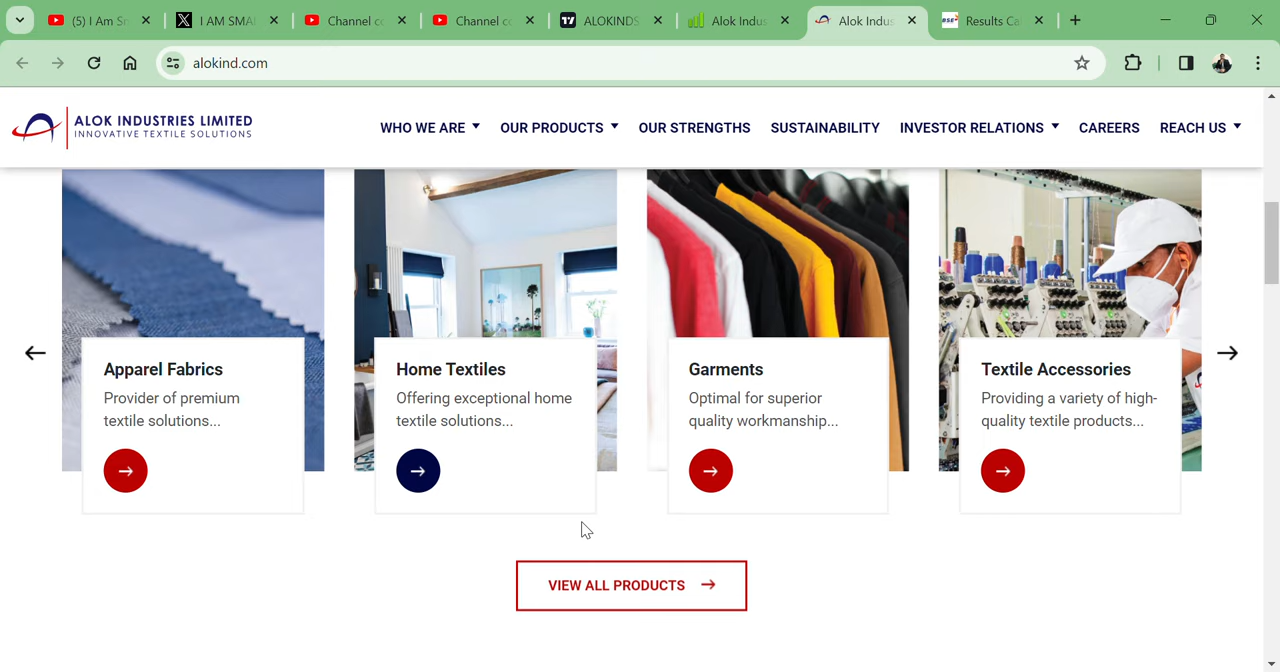 (5) I Am Sr
I AM SMA
Channel c
Channel c
ALOKINDS
Alok Indus
Alok Indus
BSE
Results Ca
alokind.com
ALOK INDUSTRIES LIMITED
INNOVATIVE TEXTILE SOLUTIONS
WHO WE ARE
OUR PRODUCTS
OUR STRENGTHS
SUSTAINABILITY
INVESTOR RELATIONS
CAREERS
REACH US
Apparel Fabrics
Provider of premium
textile solutions...
Home Textiles
Offering exceptional home
textile solutions...
Garments
Optimal for superior
quality workmanship...
Textile Accessories
Providing a variety of high-
quality textile products...
VIEW ALL PRODUCTS